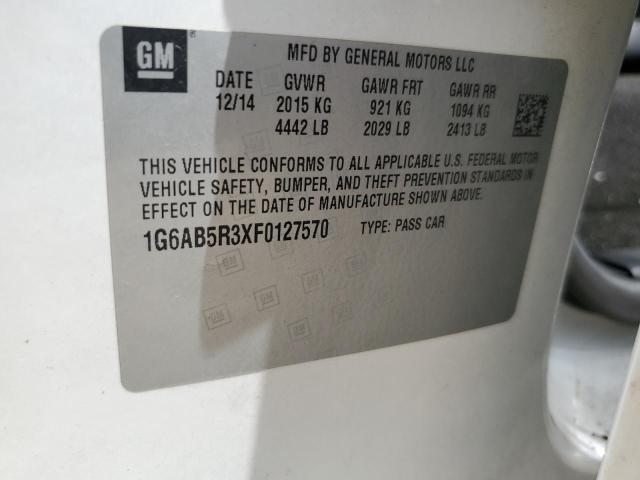 GM
MFD BY GENERAL MOTORS LLC
DATE GVWR GAWR FRT GAWR RR
12/14 2015 KG 921 KG 1094 KG
4442 LB 2029 LB 2413 LB
THIS VEHICLE CONFORMS TO ALL APPLICABLE U.S. FEDERAL MOTOR
VEHICLE SAFETY, BUMPER, AND THEFT PREVENTION STANDARDS IN
EFFECT ON THE DATE OF MANUFACTURE SHOWN ABOVE.
1G6AB5R3XF0127570 TYPE: PASS CAR